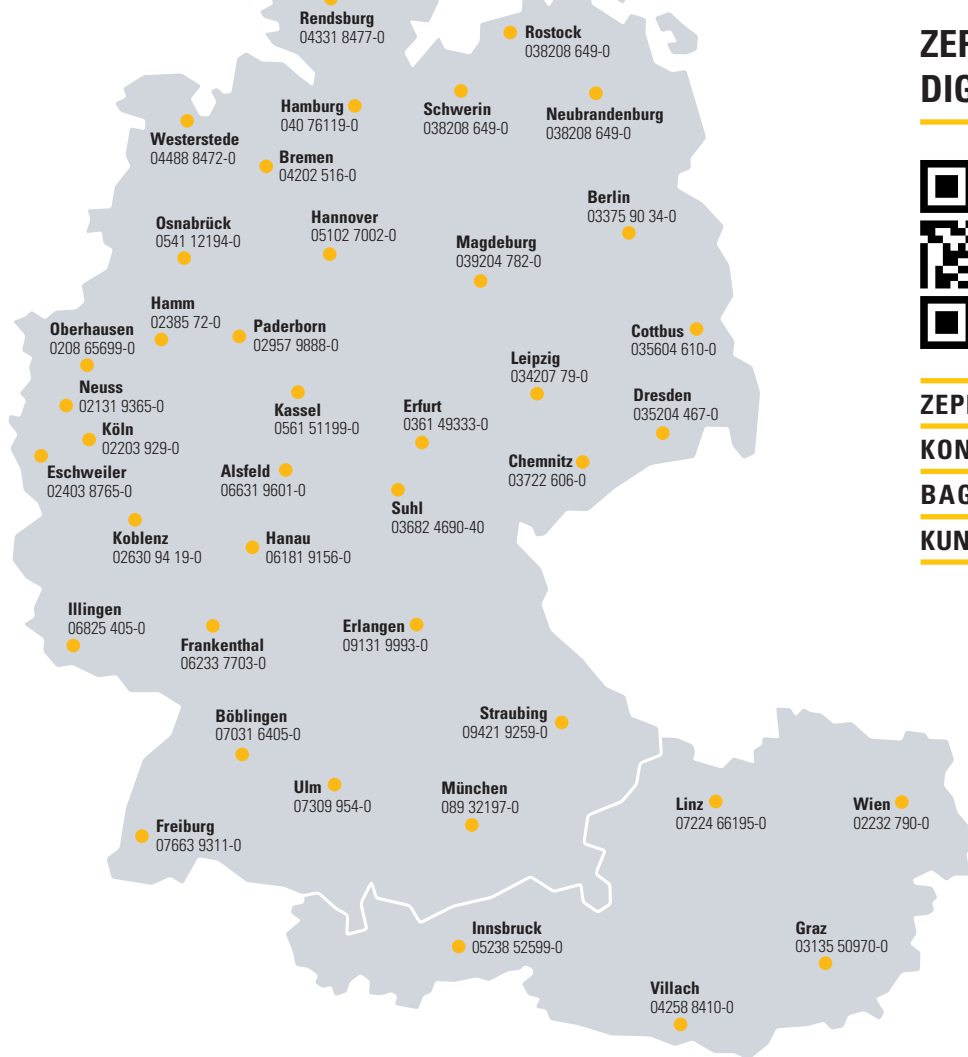 Rendsburg
04331 8477-0
Rostock
038208 649-0
Hamburg
040 76119-0
Schwerin
038208 649-0
Neubrandenburg
038208 649-0
Westerstede
04488 8472-0
Bremen
04202 516-0
Berlin
03375 90 34-0
Osnabrück
0541 12194-0
Hannover
05102 7002-0
Magdeburg
039204 782-0
Hamm
02385 72-0
Oberhausen
0208 65699-0
Paderborn
02957 9888-0
Cottbus
035604 610-0
Leipzig
034207 79-0
Neuss
02131 9365-0
Kassel
0561 51199-0
Erfurt
0361 49333-0
Dresden
035204 467-0
Köln
02203 929-0
Eschweiler
02403 8765-0
Alsfeld
06631 9601-0
Chemnitz
03722 606-0
Suhl
03682 4690-40
Koblenz
02630 94 19-0
Hanau
06181 9156-0
Illingen
06825 405-0
Frankenthal
06233 7703-0
Erlangen
09131 9993-0
Böblingen
07031 6405-0
Straubing
09421 9259-0
Ulm
07309 954-0
München
089 32197-0
Freiburg
07663 9311-0
Linz
07224 66195-0
Wien
02232 790-0
Innsbruck
05238 52599-0
Graz
03135 50970-0
Villach
04258 8410-0
DIG
KON
BAG
KUN